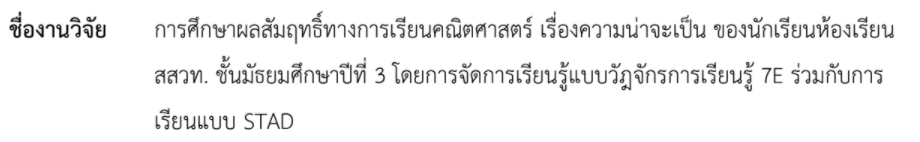 ชื่องานวิจัย การศึกษาผลสัมฤทธิ์ทางการเรียนคณิตศาสตร์ เรื่องความน่าจะเป็น ของนักเรียนห้องเรียน
สสวท. ชั้นมัธยมศึกษาปีที่ 3 โดยการจัดการเรียนรู้แบบวัฎจักรการเรียนรู้ 7E ร่วมกับการ
เรียนแบบ STAD